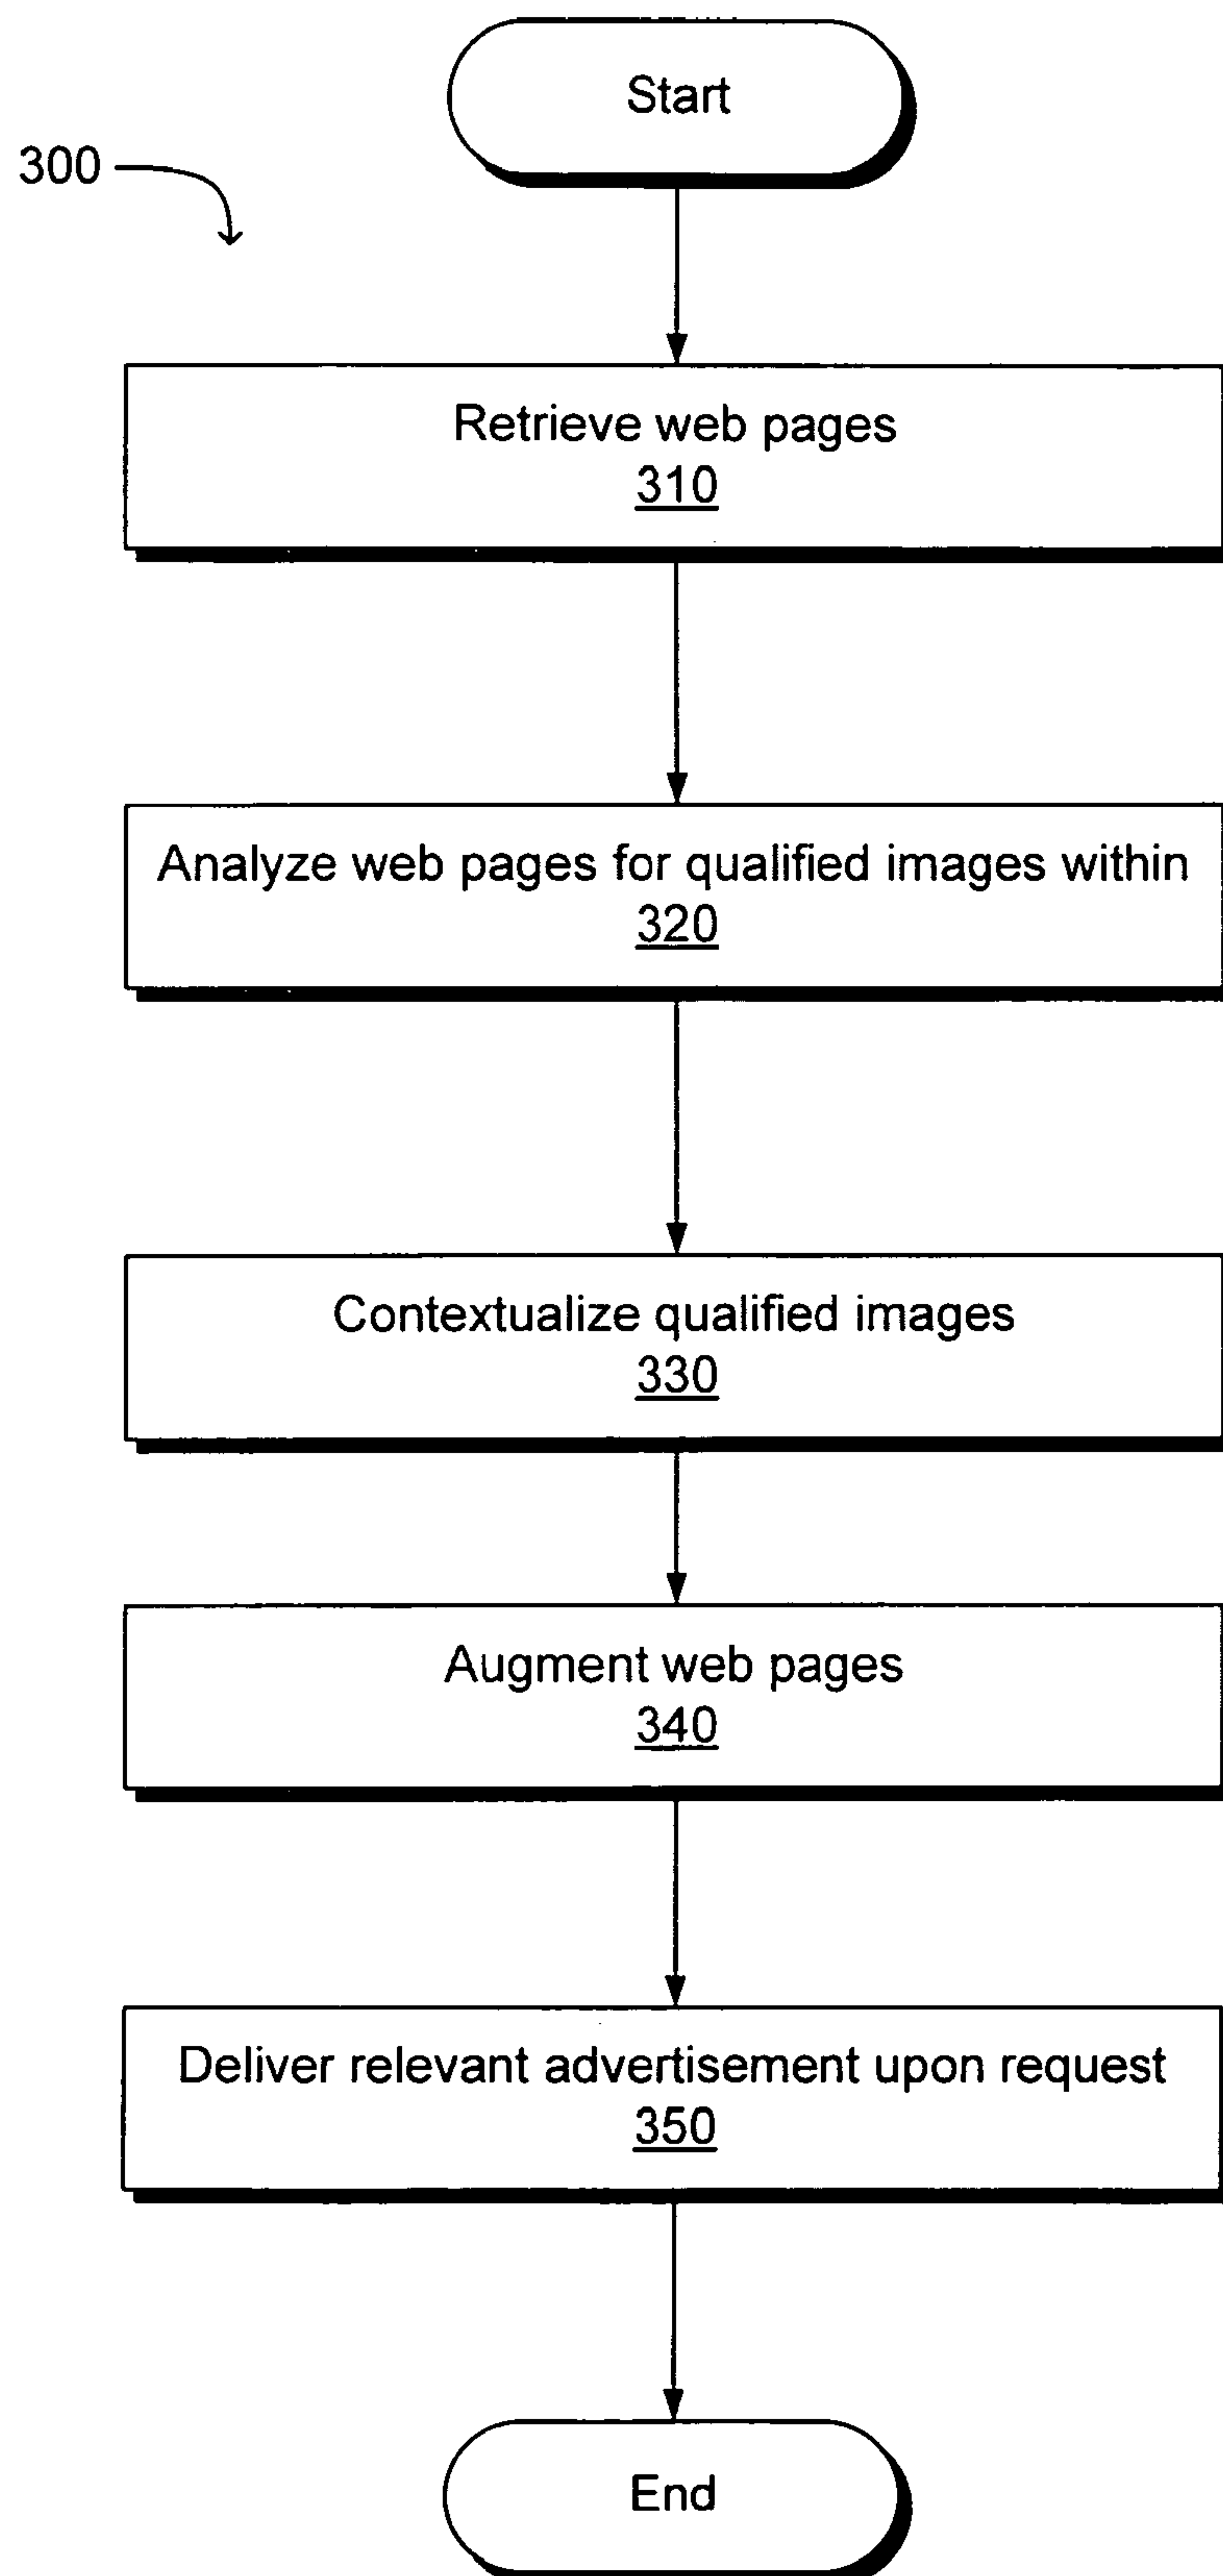 Start
300
Retrieve web pages
310
Analyze web pages for qualified images within
320
Contextualize qualified images
330
Augment web pages
340
Deliver relevant advertisement upon request
350
End